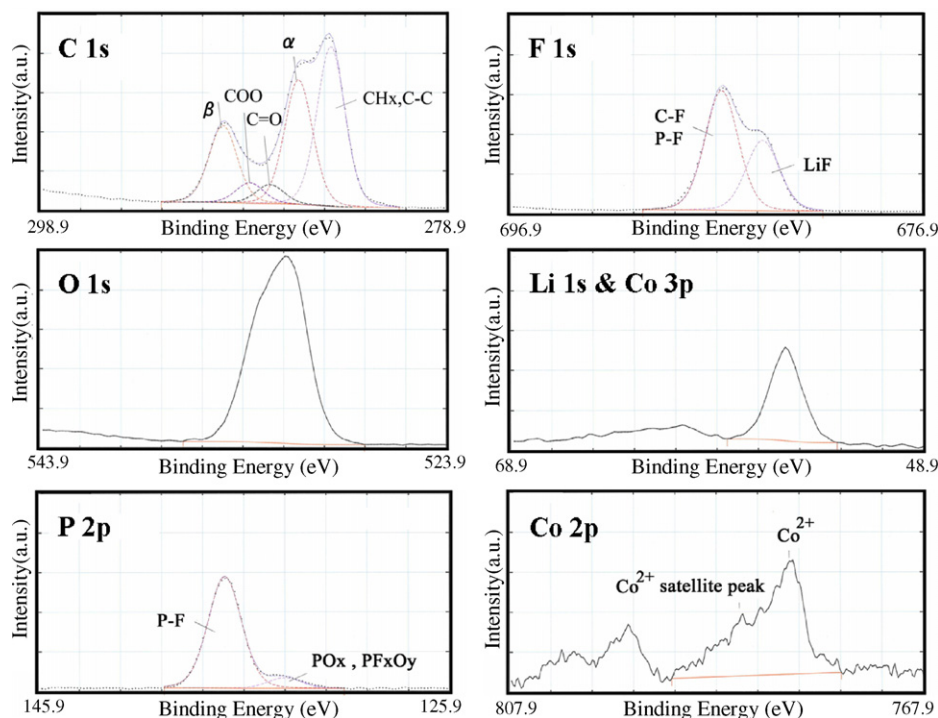 C 1s
α
β
COO
C=O
CHx,C-C
Intensity(a.u.)
298.9
Binding Energy (eV)
278.9
F 1s
C-F
P-F
LiF
Intensity(a.u.)
696.9
Binding Energy (eV)
676.9
O 1s
Intensity(a.u.)
543.9
Binding Energy (eV)
523.9
Li 1s & Co 3p
Intensity(a.u.)
68.9
Binding Energy (eV)
48.9
P 2p
P-F
POx , PFxOy
Intensity(a.u.)
145.9
Binding Energy (eV)
125.9
Co 2p
Co²⁺
Co²⁺ satellite peak
Intensity(a.u.)
807.9
Binding Energy (eV)
767.9